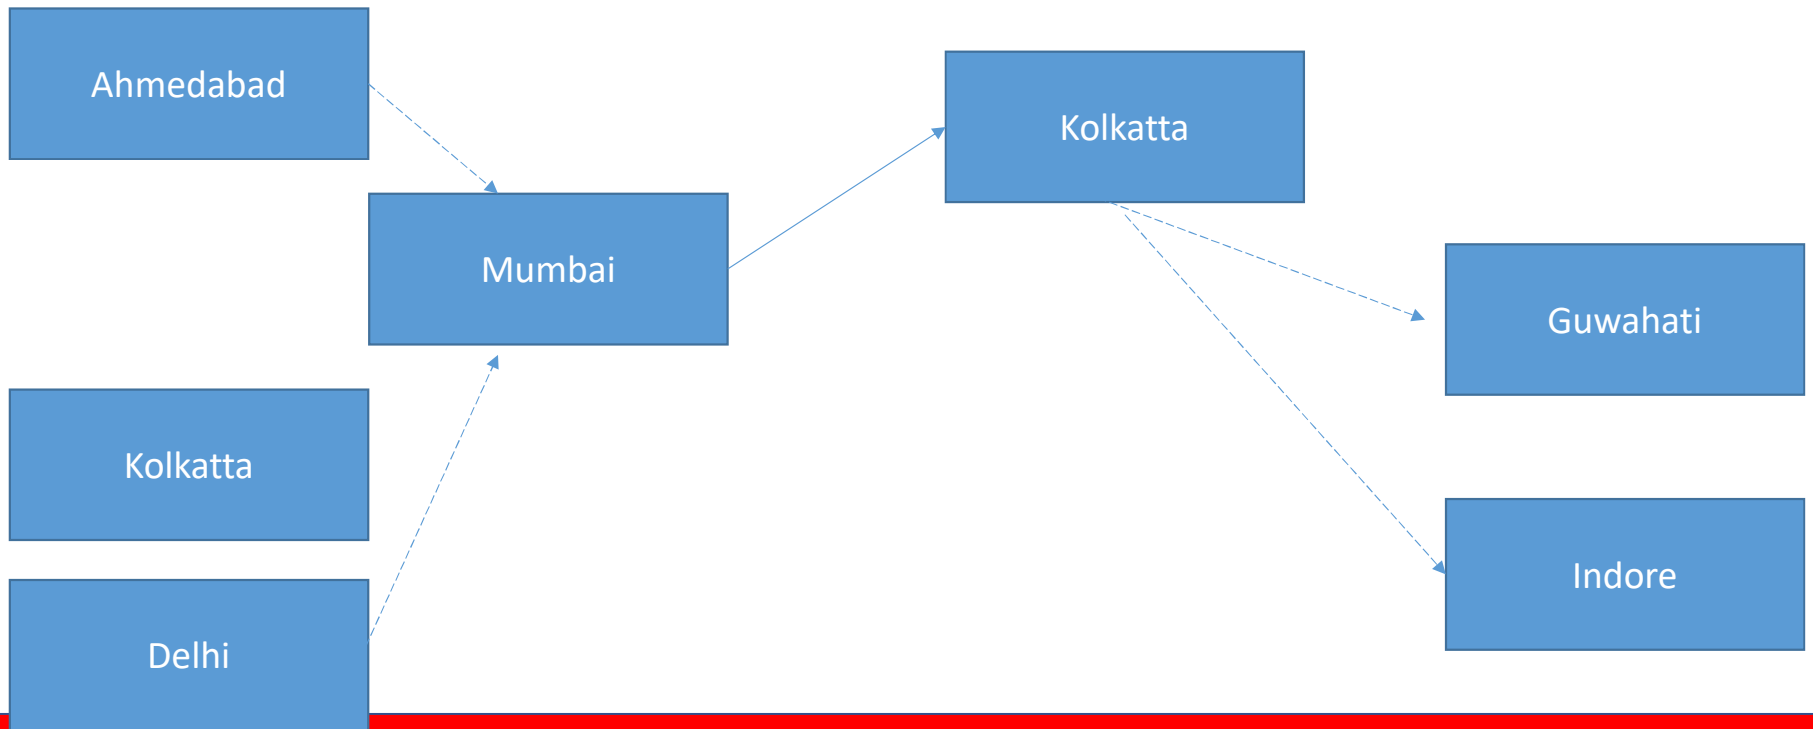 Ahmedabad
Kolkatta
Mumbai
Guwahati
Kolkatta
Indore
Delhi